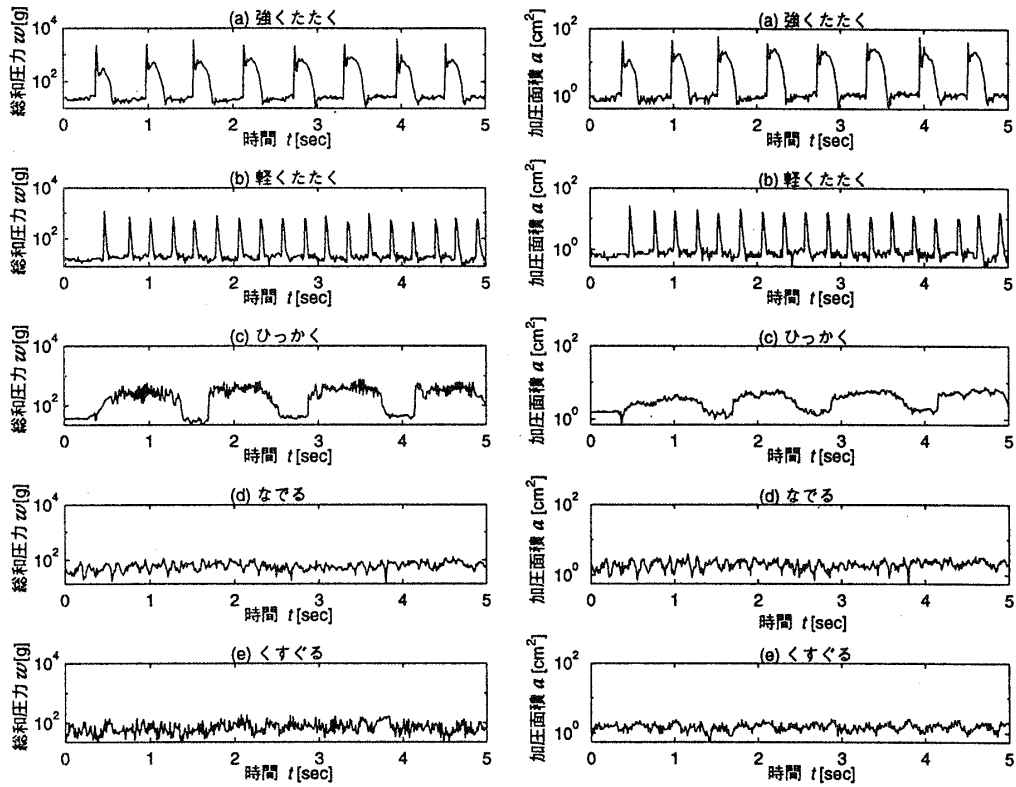 (a) 強くたたく
総和圧力 w[g]
10^4
10^2
0 1 2 3 4 5
時間 t[sec]
(a) 強くたたく
加圧面積 a [cm^2]
10^2
10^0
0 1 2 3 4 5
時間 t[sec]
(b) 軽くたたく
総和圧力 w[g]
10^4
10^2
0 1 2 3 4 5
時間 t[sec]
(b) 軽くたたく
加圧面積 a [cm^2]
10^2
10^0
0 1 2 3 4 5
時間 t[sec]
(c) ひっかく
総和圧力 w[g]
10^4
10^2
0 1 2 3 4 5
時間 t[sec]
(c) ひっかく
加圧面積 a [cm^2]
10^2
10^0
0 1 2 3 4 5
時間 t[sec]
(d) なでる
総和圧力 w[g]
10^4
10^2
0 1 2 3 4 5
時間 t[sec]
(d) なでる
加圧面積 a [cm^2]
10^2
10^0
0 1 2 3 4 5
時間 t[sec]
(e) くすぐる
総和圧力 w[g]
10^4
10^2
0 1 2 3 4 5
時間 t[sec]
(e) くすぐる
加圧面積 a [cm^2]
10^2
10^0
0 1 2 3 4 5
時間 t[sec]